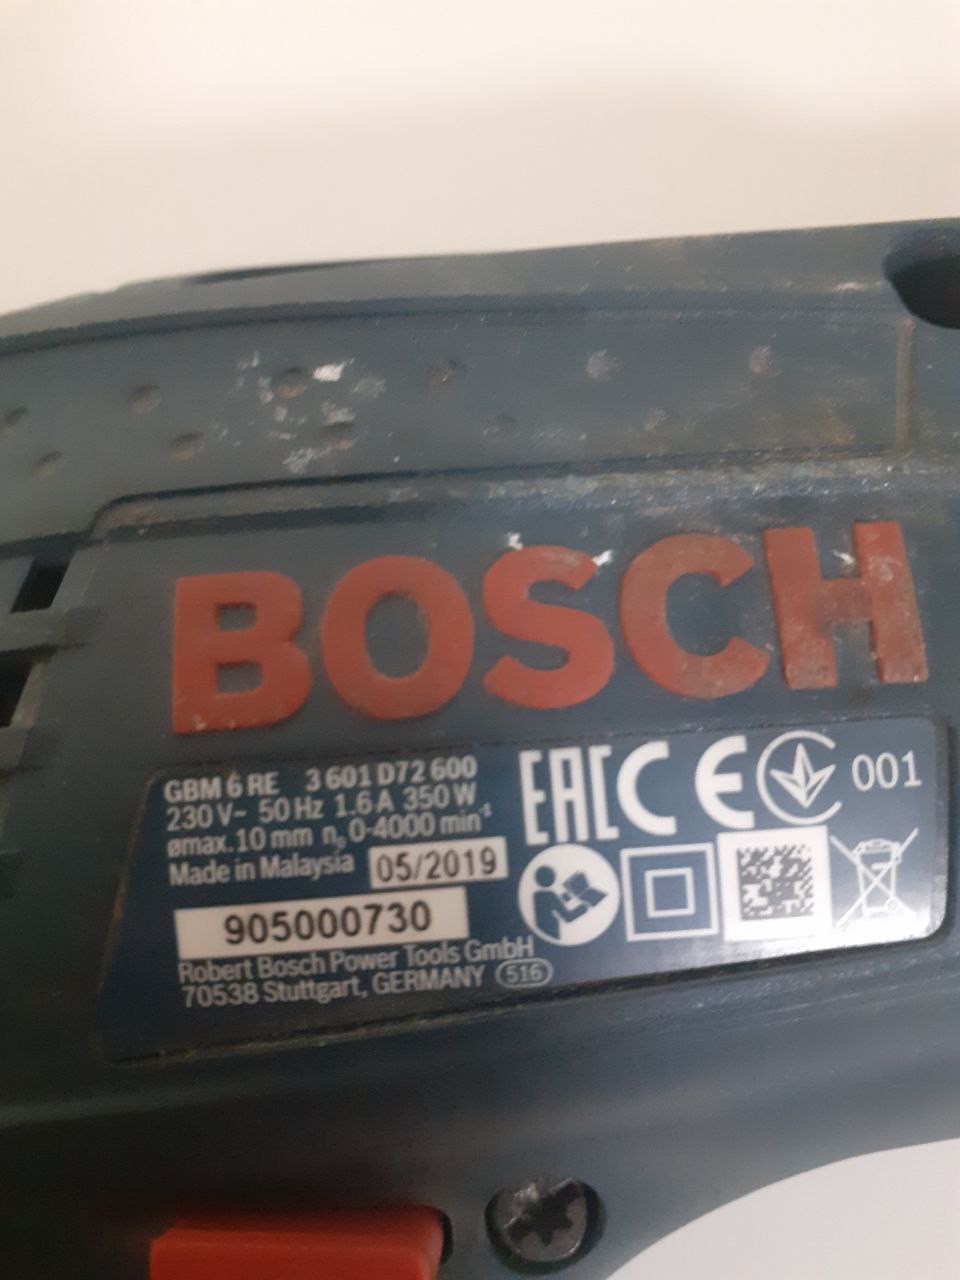 BOSCH
GBM 6 RE 3 601 D72 600
230 V~ 50 Hz 1.6 A 350 W
ømax. 10 mm n₀ 0-4000 min⁻¹
Made in Malaysia 05/2019
905000730
Robert Bosch Power Tools GmbH
70538 Stuttgart, GERMANY 516
EAC CE 001